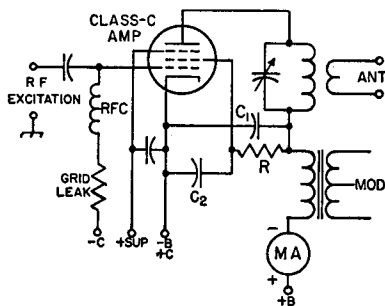 CLASS-C
AMP
RF
EXCITATION
ANT
RFC
C1
R
GRID
LEAK
C2
MOD
-
MA
+
-C
+SUP
-B
+C
+B